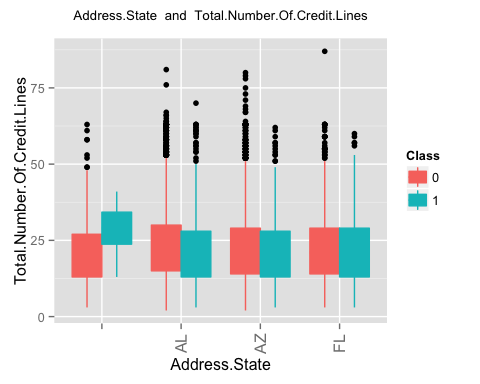 Address.State and Total.Number.Of.Credit.Lines
Total.Number.Of.Credit.Lines
75
50
25
0
AL
AZ
FL
Address.State
Class
0
1